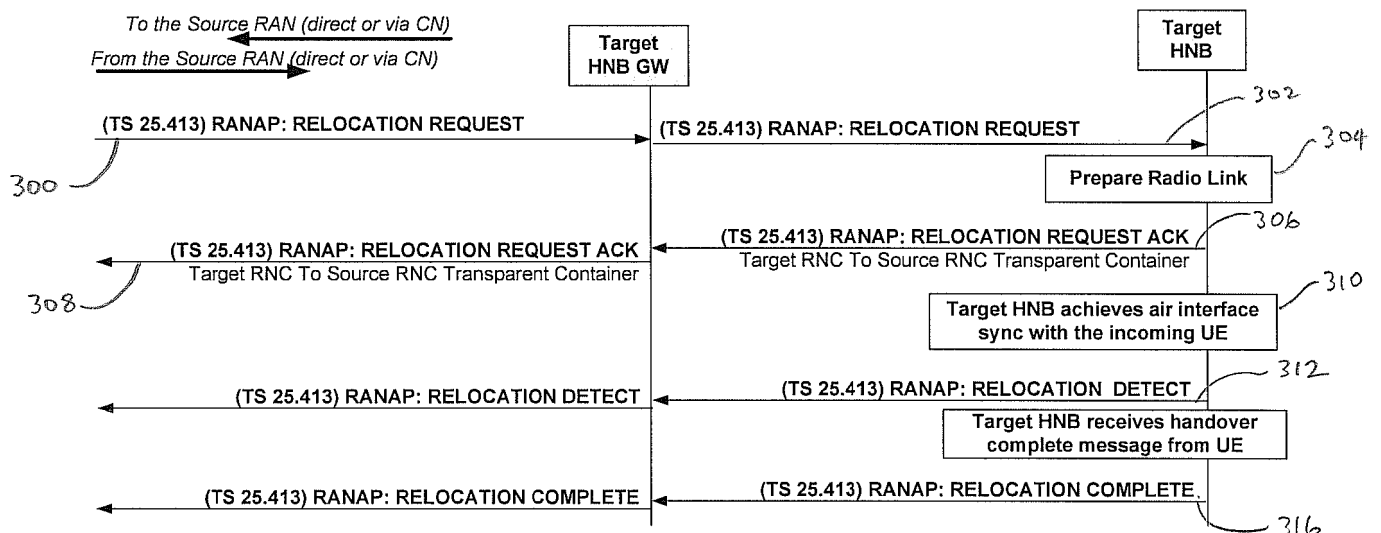 To the Source RAN (direct or via CN)
From the Source RAN (direct or via CN)
Target
HNB GW
Target
HNB
(TS 25.413) RANAP: RELOCATION REQUEST
(TS 25.413) RANAP: RELOCATION REQUEST
302
304
300
Prepare Radio Link
306
(TS 25.413) RANAP: RELOCATION REQUEST ACK
Target RNC To Source RNC Transparent Container
(TS 25.413) RANAP: RELOCATION REQUEST ACK
Target RNC To Source RNC Transparent Container
308
310
Target HNB achieves air interface
sync with the incoming UE
312
(TS 25.413) RANAP: RELOCATION DETECT
(TS 25.413) RANAP: RELOCATION DETECT
Target HNB receives handover
complete message from UE
(TS 25.413) RANAP: RELOCATION COMPLETE
(TS 25.413) RANAP: RELOCATION COMPLETE
316